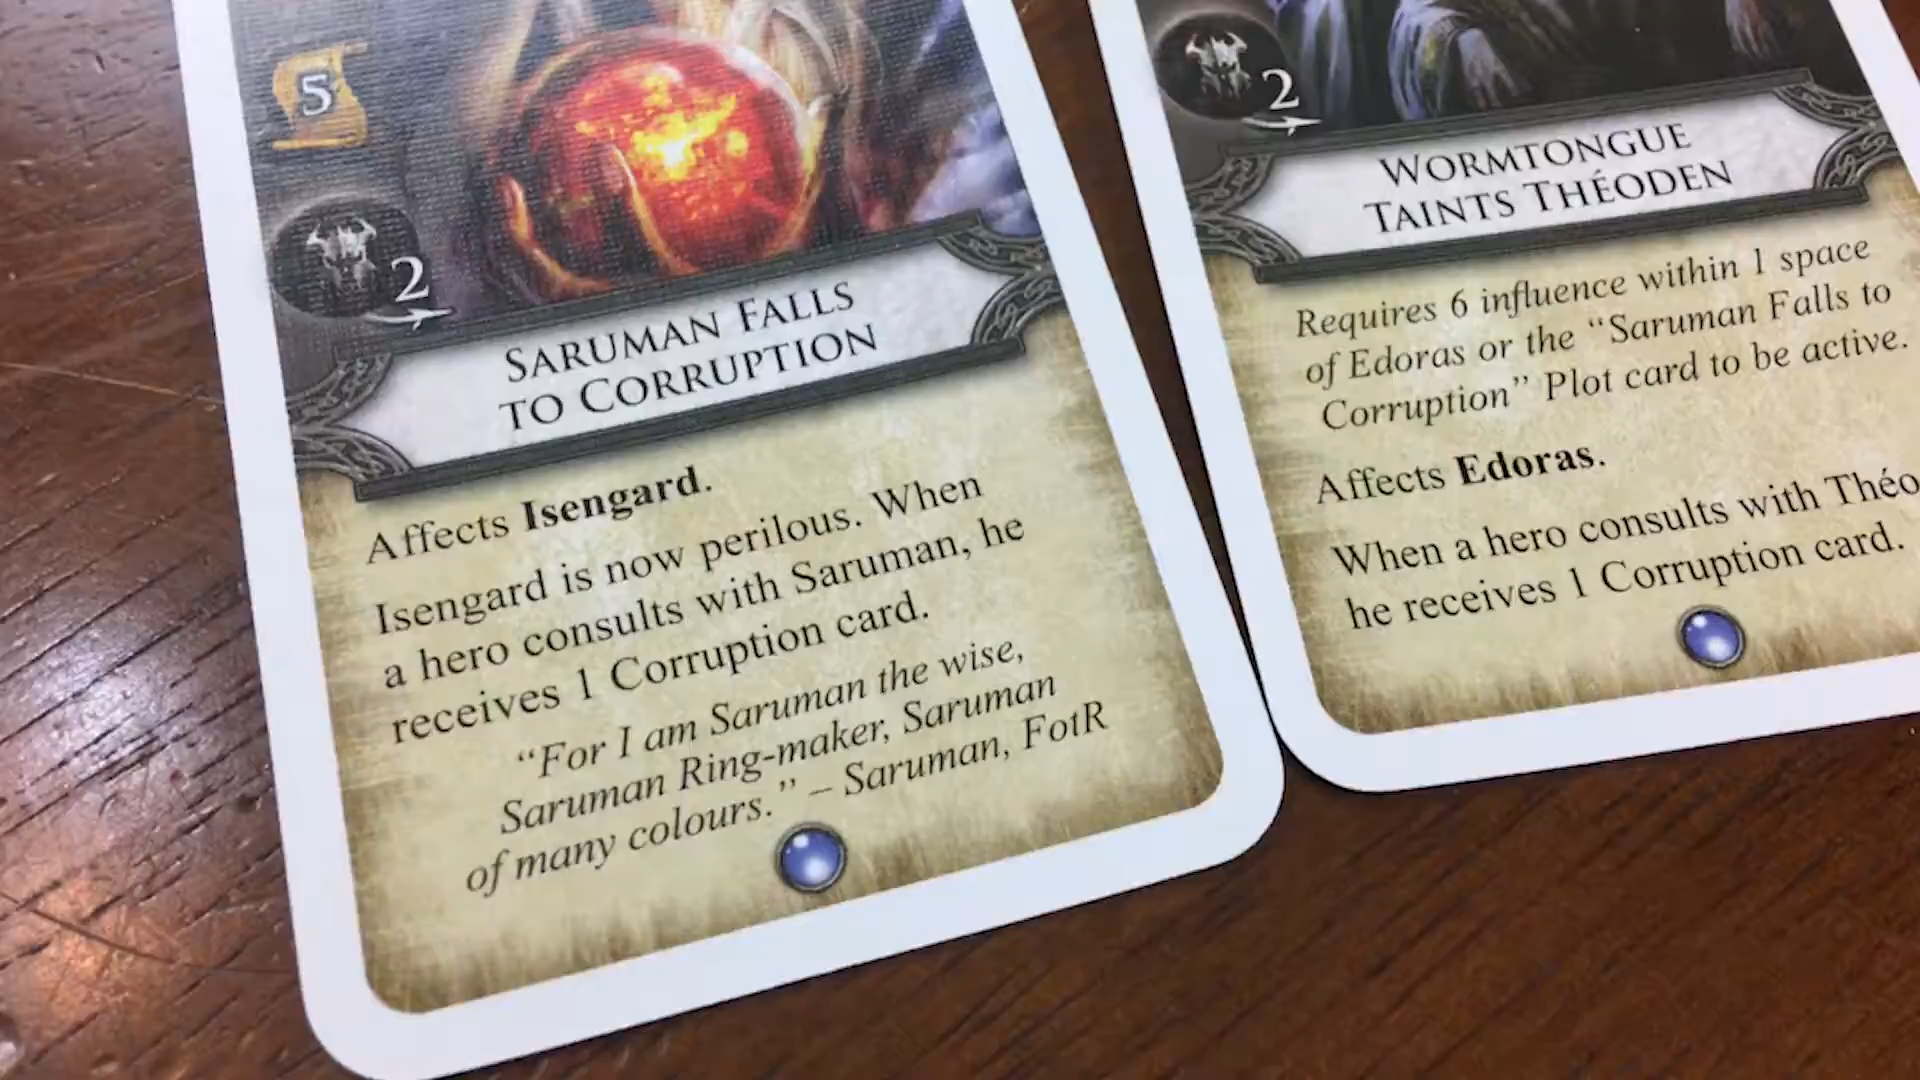 5
2
SARUMAN FALLS
TO CORRUPTION
Affects Isengard.
Isengard is now perilous. When
a hero consults with Saruman, he
receives 1 Corruption card.
“For I am Saruman the wise,
Saruman Ring-maker, Saruman
of many colours.” – Saruman, FotR
2
WORMTONGUE
TAINTS THÉODEN
Requires 6 influence within 1 space
of Edoras or the “Saruman Falls to
Corruption” Plot card to be active.
Affects Edoras.
When a hero consults with Théo
he receives 1 Corruption card.